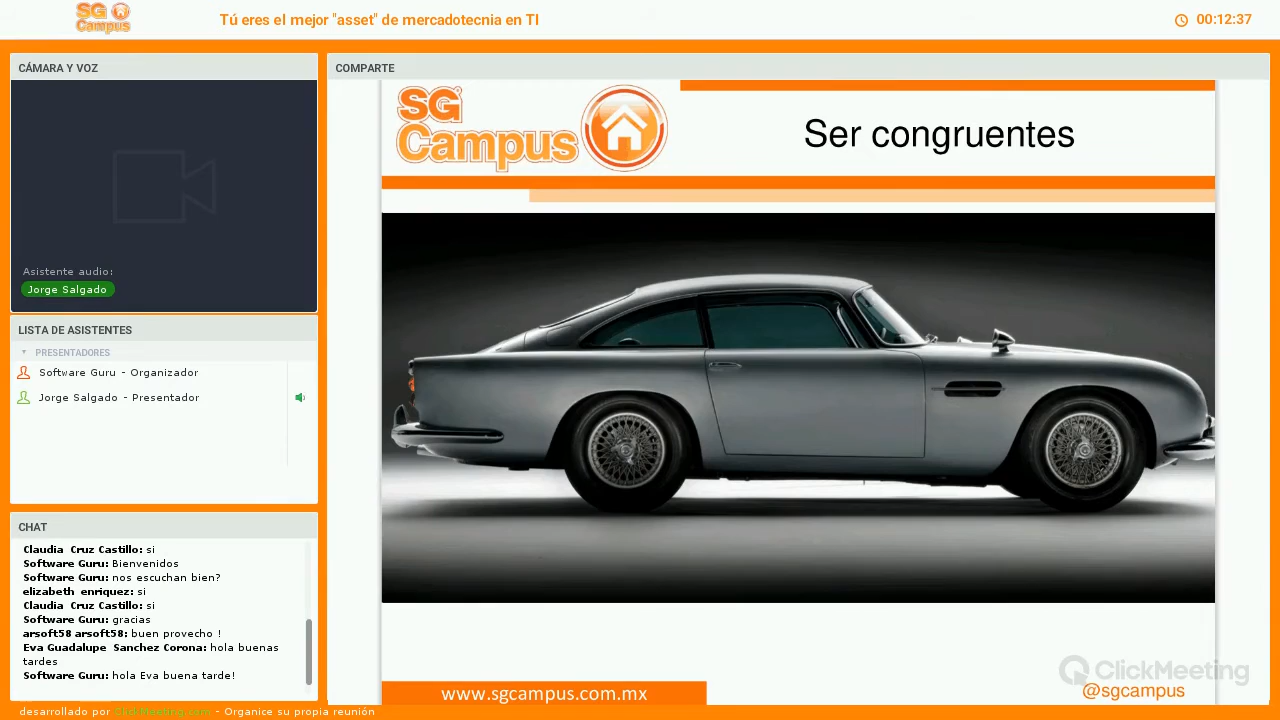 SG Campus
Tú eres el mejor "asset" de mercadotecnia en TI
00:12:37
CÁMARA Y VOZ
Asistente audio:
Jorge Salgado
LISTA DE ASISTENTES
PRESENTADORES
Software Guru - Organizador
Jorge Salgado - Presentador
CHAT
Claudia Cruz Castillo: si
Software Guru: Bienvenidos
Software Guru: nos escuchan bien?
elizabeth enriquez: si
Claudia Cruz Castillo: si
Software Guru: gracias
arsoft58 arsoft58: buen provecho !
Eva Guadalupe Sanchez Corona: hola buenas
tardes
Software Guru: hola Eva buena tarde!
desarrollado por ClickMeeting.com - Organice su propia reunión
COMPARTE
SG
Campus
Ser congruentes
www.sgcampus.com.mx
ClickMeeting
@sgcampus